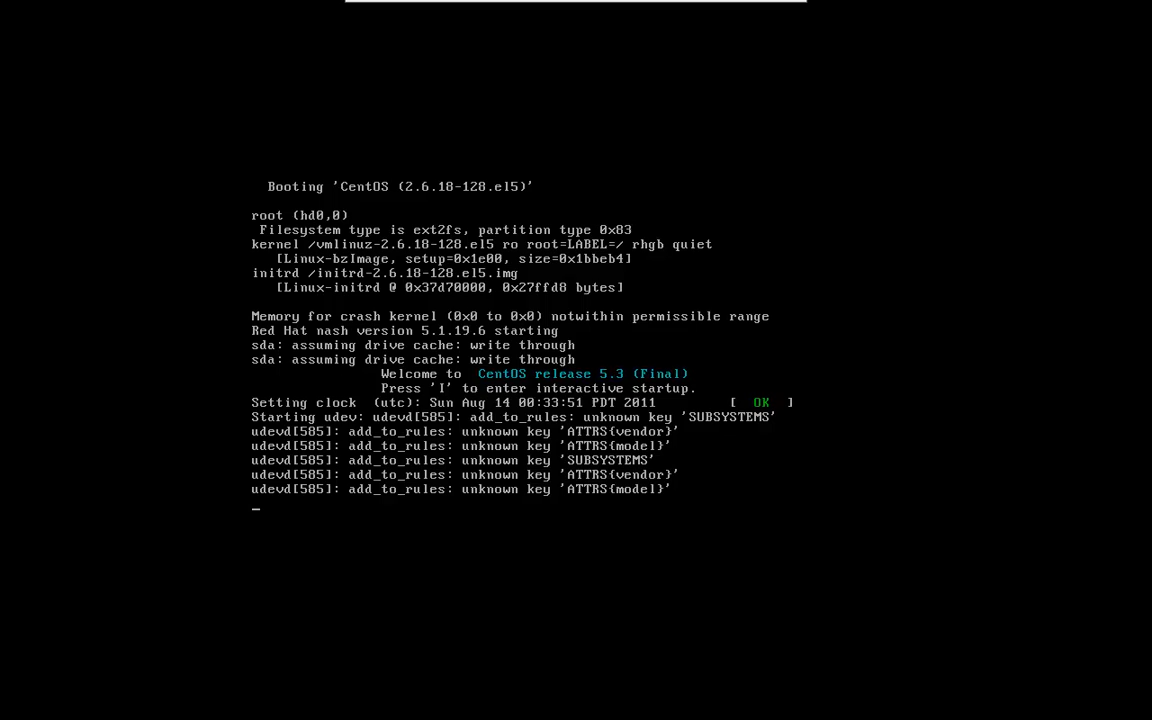 Booting 'CentOS (2.6.18-128.el5)'
root (hd0,0)
Filesystem type is ext2fs, partition type 0x83
kernel /vmlinuz-2.6.18-128.el5 ro root=LABEL=/ rhgb quiet
[Linux-bzImage, setup=0x1e00, size=0x1bbeb4]
initrd /initrd-2.6.18-128.el5.img
[Linux-initrd @ 0x37d70000, 0x27ffd8 bytes]
Memory for crash kernel (0x0 to 0x0) notwithin permissible range
Red Hat nash version 5.1.19.6 starting
sda: assuming drive cache: write through
sda: assuming drive cache: write through
Welcome to  CentOS release 5.3 (Final)
Press 'I' to enter interactive startup.
Setting clock  (utc): Sun Aug 14 00:33:51 PDT 2011 [  OK  ]
Starting udev: udevd[585]: add_to_rules: unknown key 'SUBSYSTEMS'
udevd[585]: add_to_rules: unknown key 'ATTRS{vendor}'
udevd[585]: add_to_rules: unknown key 'ATTRS{model}'
udevd[585]: add_to_rules: unknown key 'SUBSYSTEMS'
udevd[585]: add_to_rules: unknown key 'ATTRS{vendor}'
udevd[585]: add_to_rules: unknown key 'ATTRS{model}'
_